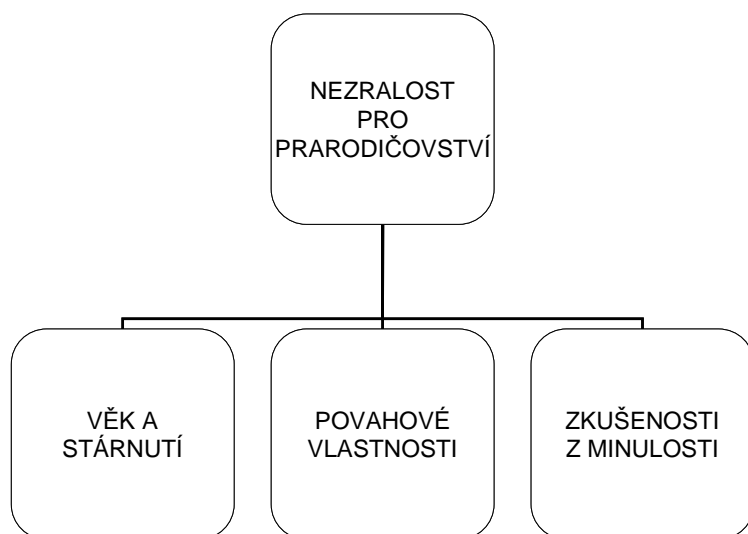 NEZRALOST
PRO
PRARODIČOVSTVÍ
VĚK A
STÁRNUTÍ
POVAHOVÉ
VLASTNOSTI
ZKUŠENOSTI
Z MINULOSTI